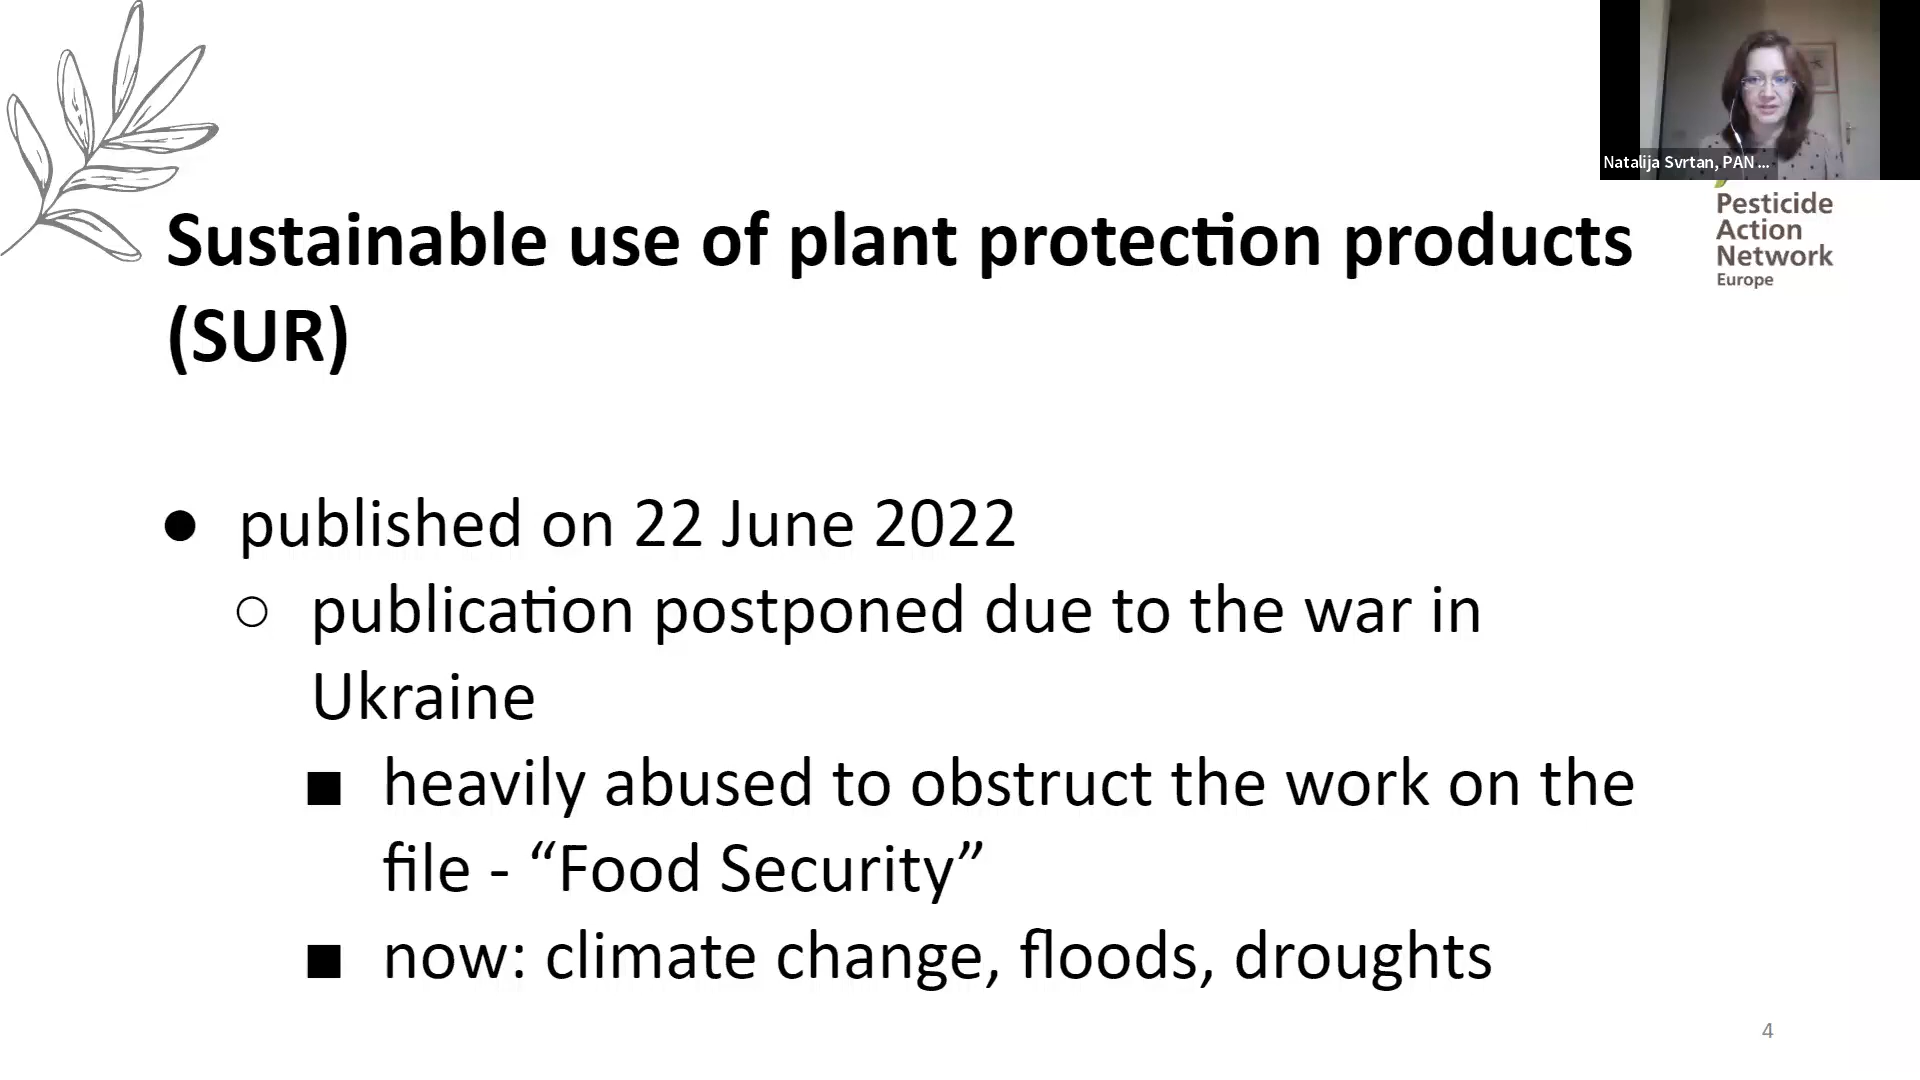 Natalija Svrtan, PAN ...
Pesticide
Action
Network
Europe
Sustainable use of plant protection products
(SUR)
● published on 22 June 2022
○ publication postponed due to the war in
Ukraine
■ heavily abused to obstruct the work on the
file - “Food Security”
■ now: climate change, floods, droughts
4